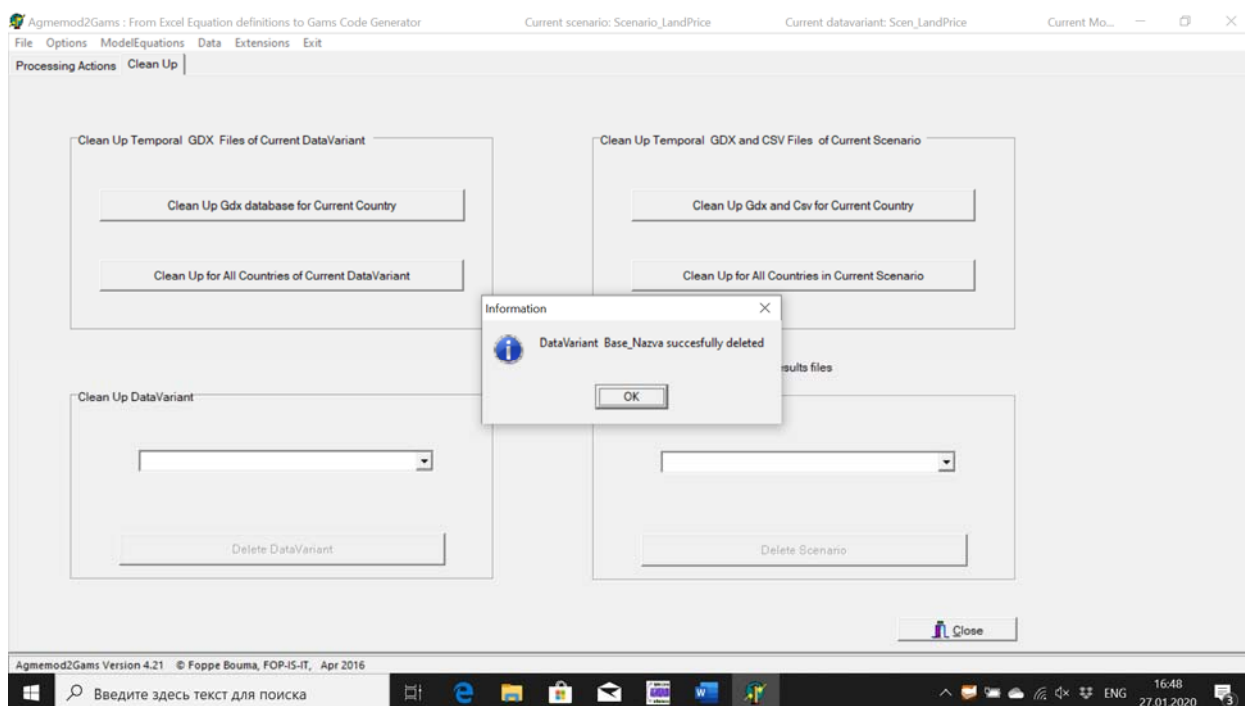 Agmemod2Gams : From Excel Equation definitions to Gams Code Generator Current scenario: Scenario_LandPrice Current datavariant: Scen_LandPrice Current Mo...
File Options ModelEquations Data Extensions Exit
Processing Actions Clean Up
Clean Up Temporal GDX Files of Current DataVariant
Clean Up Temporal GDX and CSV Files of Current Scenario
Clean Up Gdx database for Current Country
Clean Up Gdx and Csv for Current Country
Clean Up for All Countries of Current DataVariant
Clean Up for All Countries in Current Scenario
Information
DataVariant Base_Nazva succesfully deleted
OK
sults files
Clean Up DataVariant
Delete DataVariant
Delete Scenario
Close
Agmemod2Gams Version 4.21 © Foppe Bouma, FOP-IS-IT, Apr 2016
Введите здесь текст для поиска
ENG
16:48
27.01.2020
3